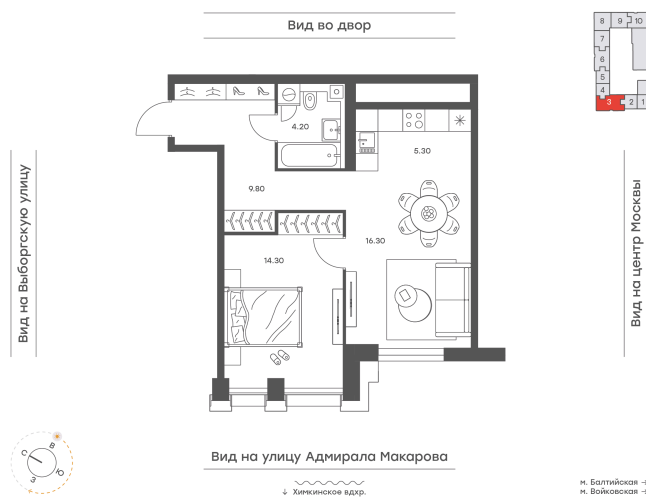 Вид во двор
8 9 10
7
6
5
4
3 2 1
4.20
5.30
9.80
16.30
14.30
Вид на Выборгскую улицу
Вид на центр Москвы
Вид на улицу Адмирала Макарова
↓ Химкинское вдхр.
С
В
З
Ю
м. Балтийская →
м. Войковская →